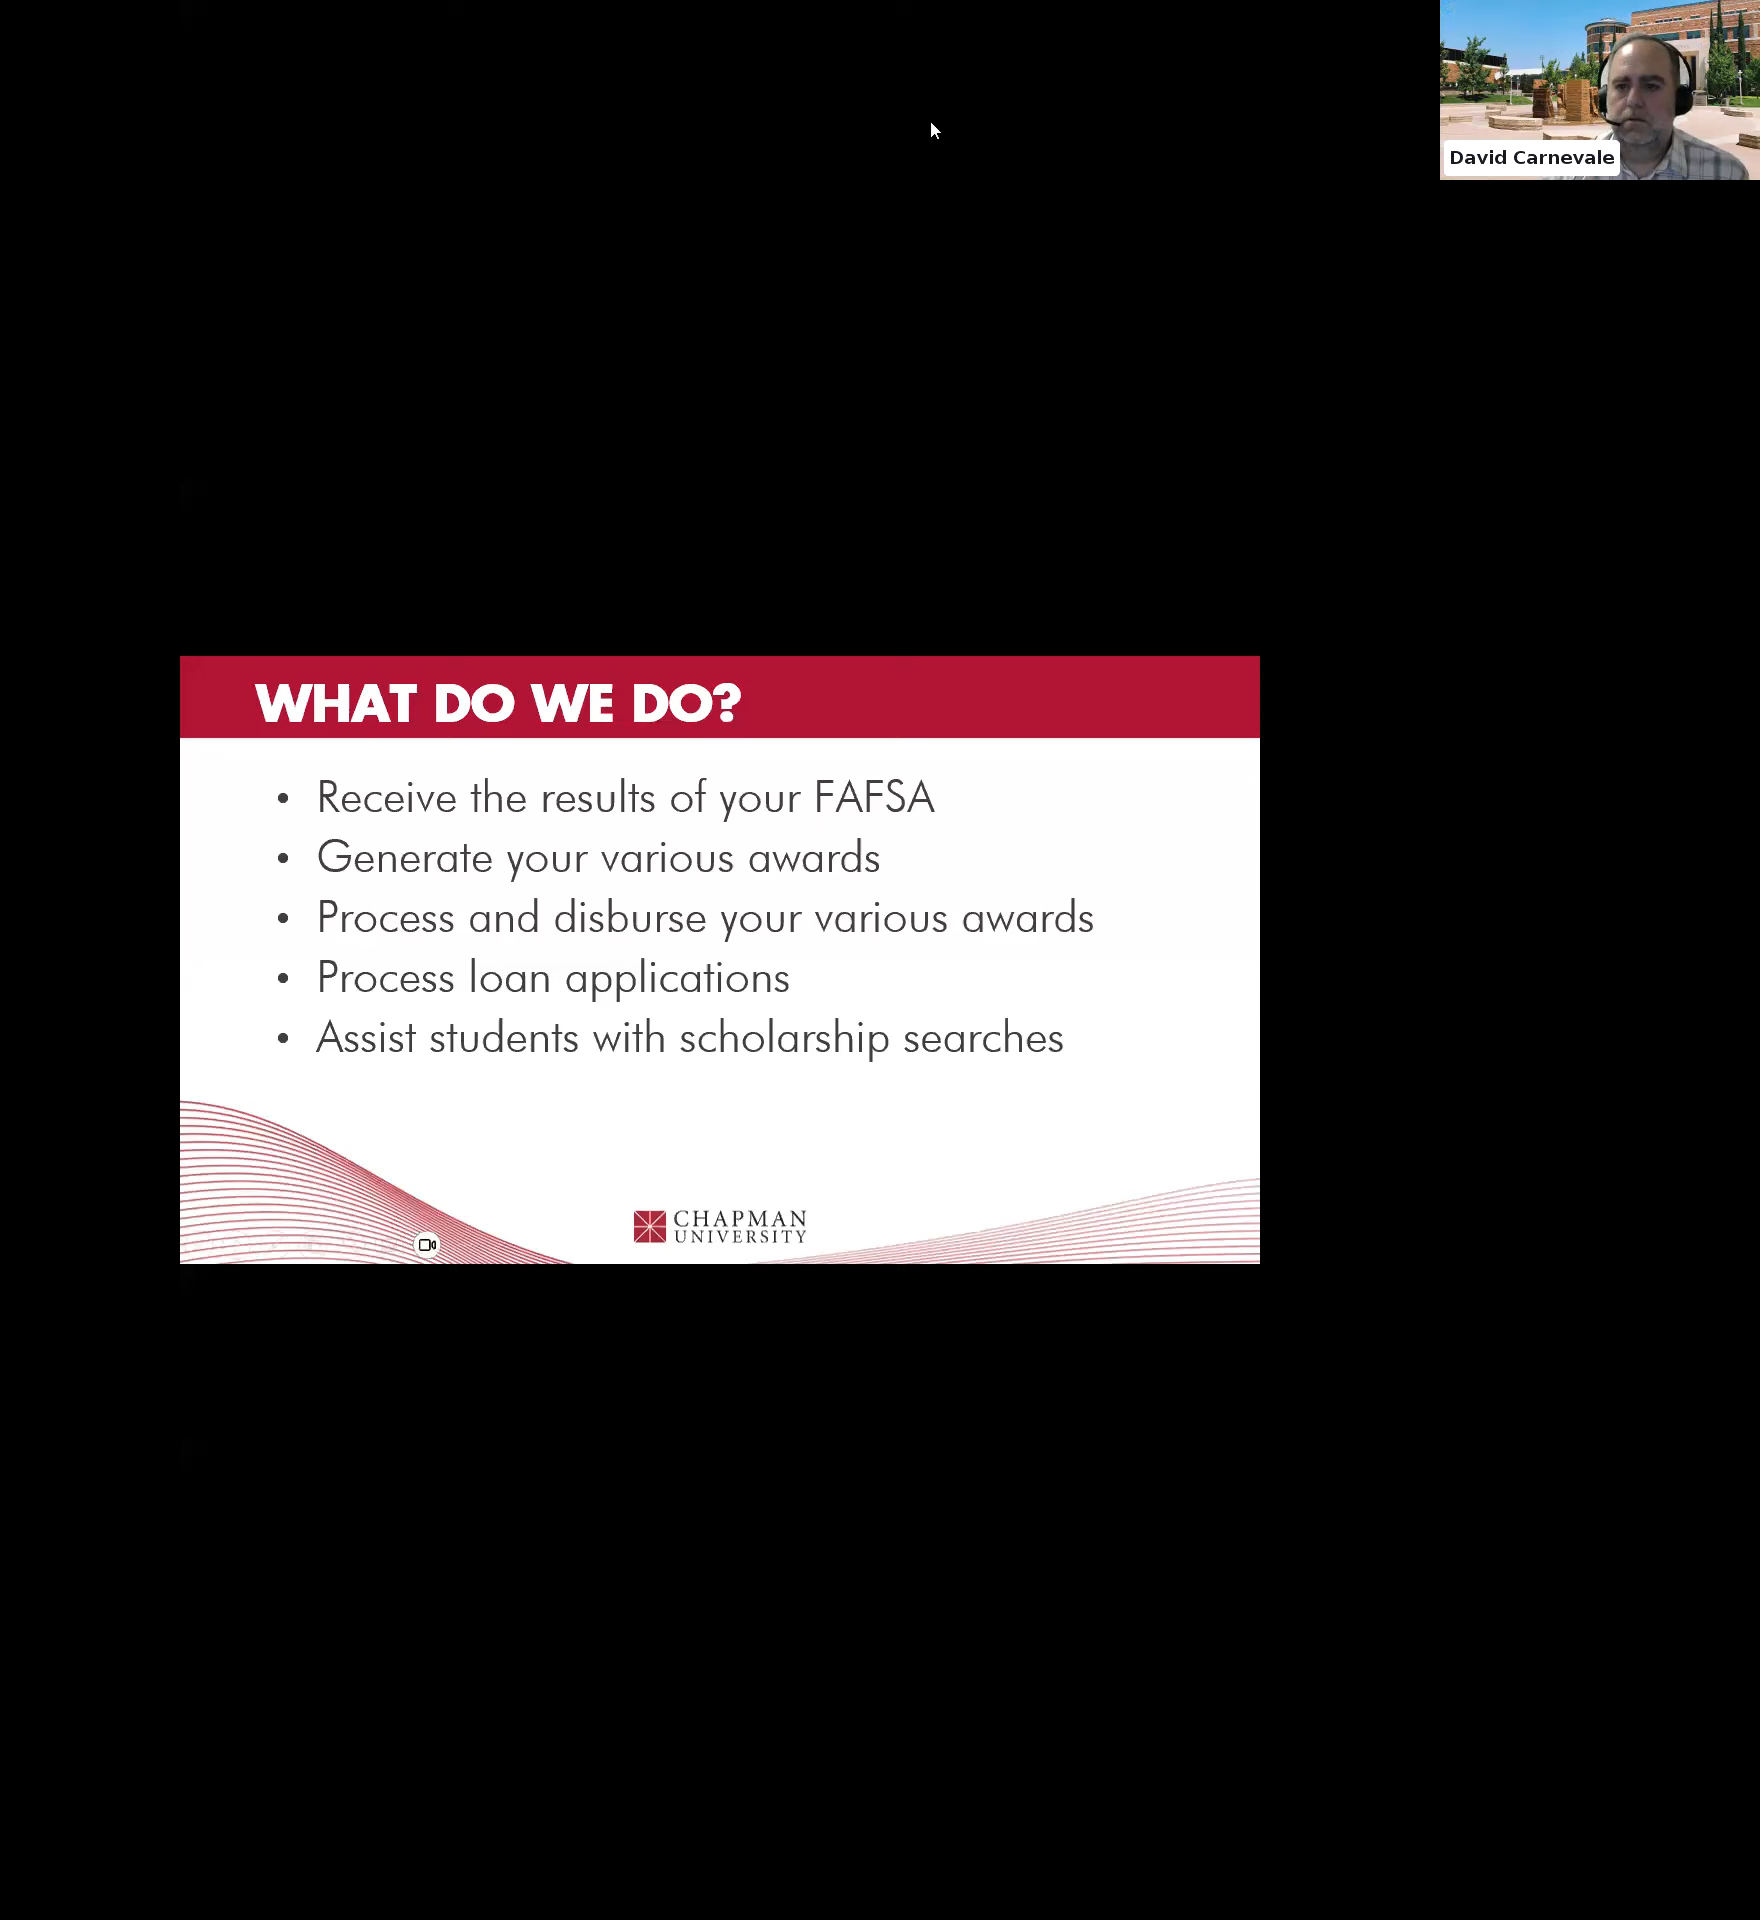 David Carnevale
WHAT DO WE DO?
• Receive the results of your FAFSA
• Generate your various awards
• Process and disburse your various awards
• Process loan applications
• Assist students with scholarship searches
CHAPMAN
UNIVERSITY